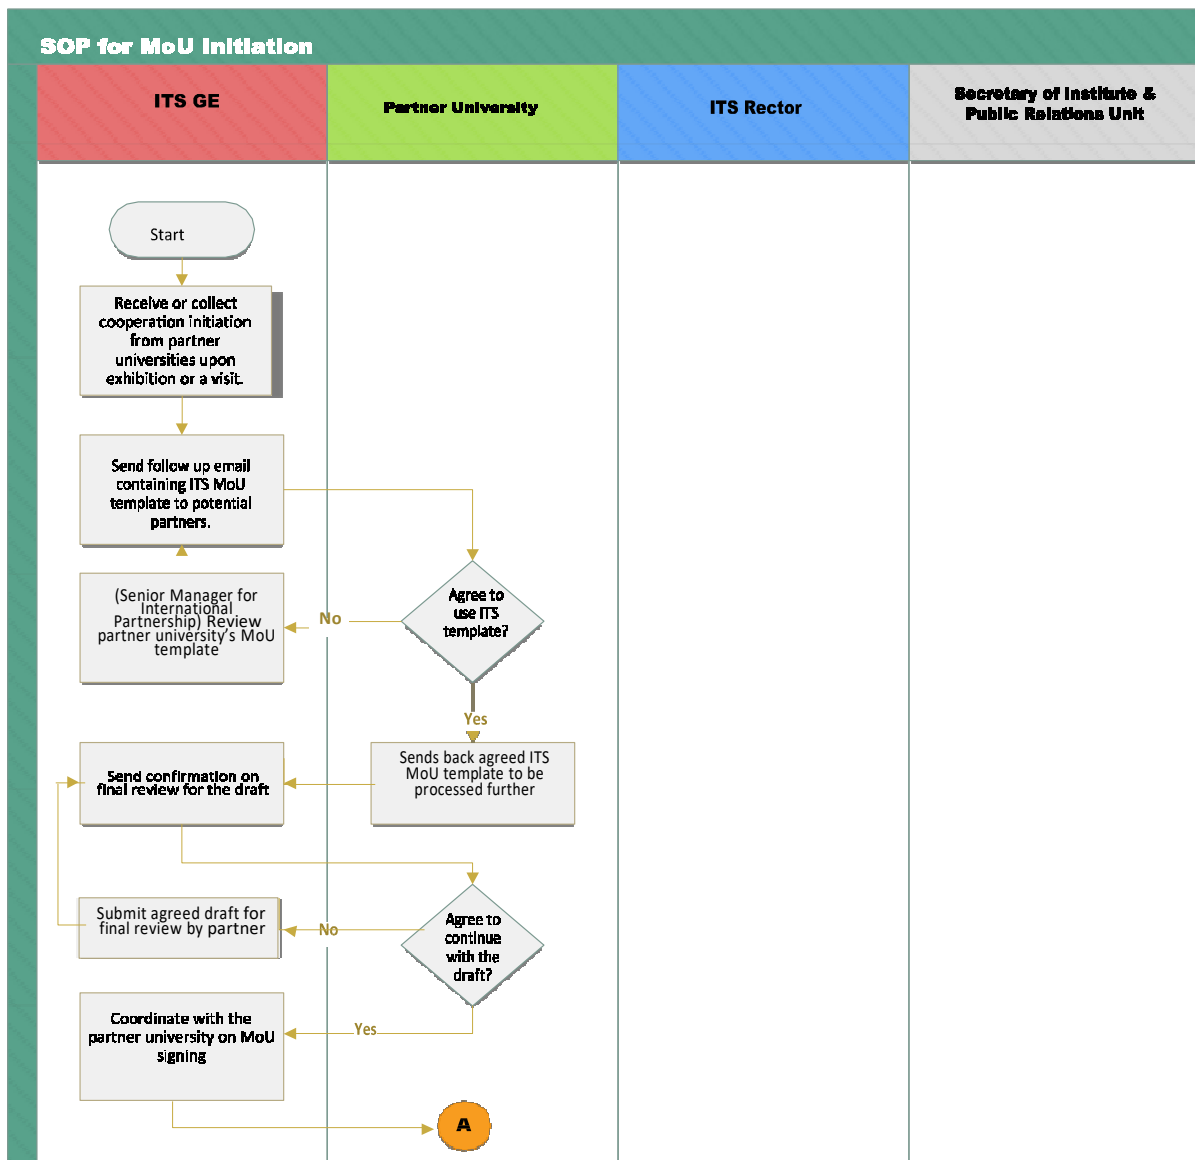 SOP for MoU Initiation
ITS GE
Partner University
ITS Rector
Secretary of Institute &
Public Relations Unit
Start
Receive or collect
cooperation initiation
from partner
universities upon
exhibition or a visit.
Send follow up email
containing ITS MoU
template to potential
partners.
Agree to
use ITS
template?
No
(Senior Manager for
International
Partnership) Review
partner university's MoU
template
Yes
Sends back agreed ITS
MoU template to be
processed further
Send confirmation on
final review for the draft
Agree to
continue
with the
draft?
No
Submit agreed draft for
final review by partner
Yes
Coordinate with the
partner university on MoU
signing
A